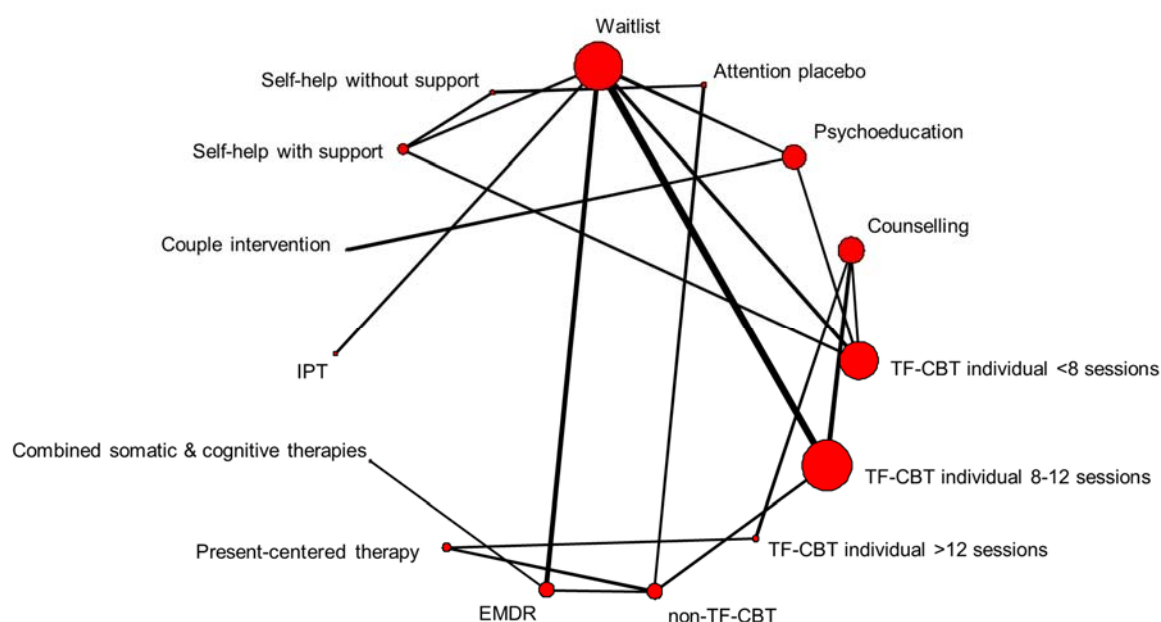 Waitlist
Self-help without support
Attention placebo
Self-help with support
Psychoeducation
Couple intervention
Counselling
IPT
TF-CBT individual <8 sessions
Combined somatic & cognitive therapies
TF-CBT individual 8-12 sessions
Present-centered therapy
TF-CBT individual >12 sessions
EMDR
non-TF-CBT